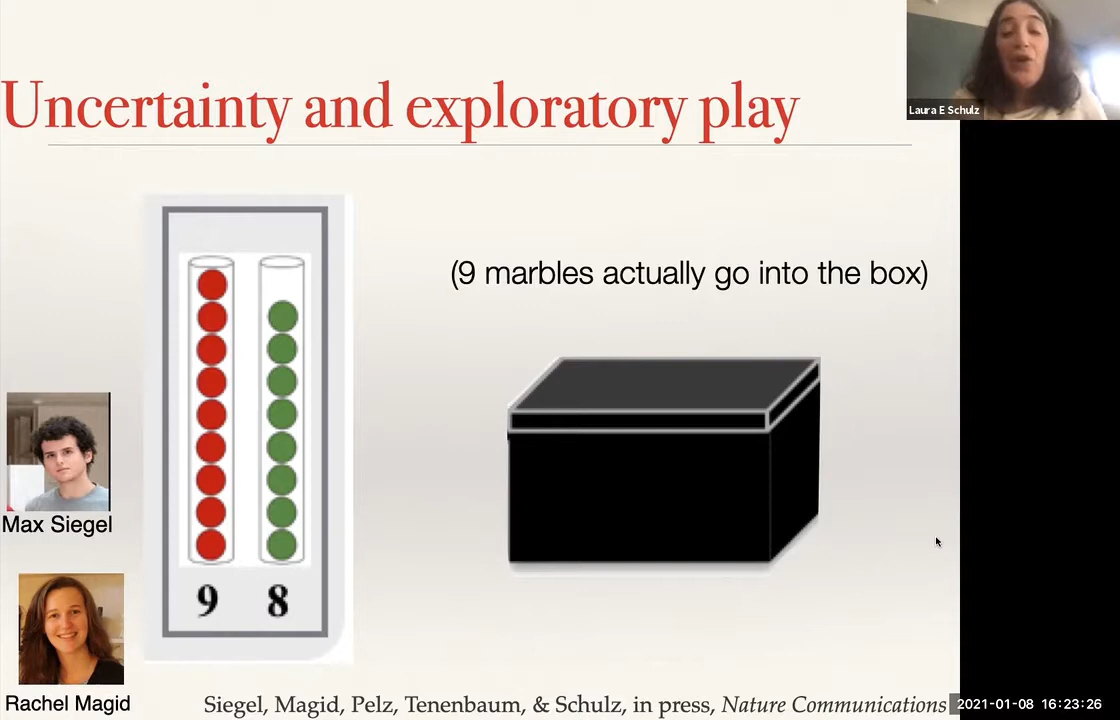 Uncertainty and exploratory play
Laura E Schulz
(9 marbles actually go into the box)
Max Siegel
9 8
Rachel Magid
Siegel, Magid, Pelz, Tenenbaum, & Schulz, in press, Nature Communications
2021-01-08 16:23:26